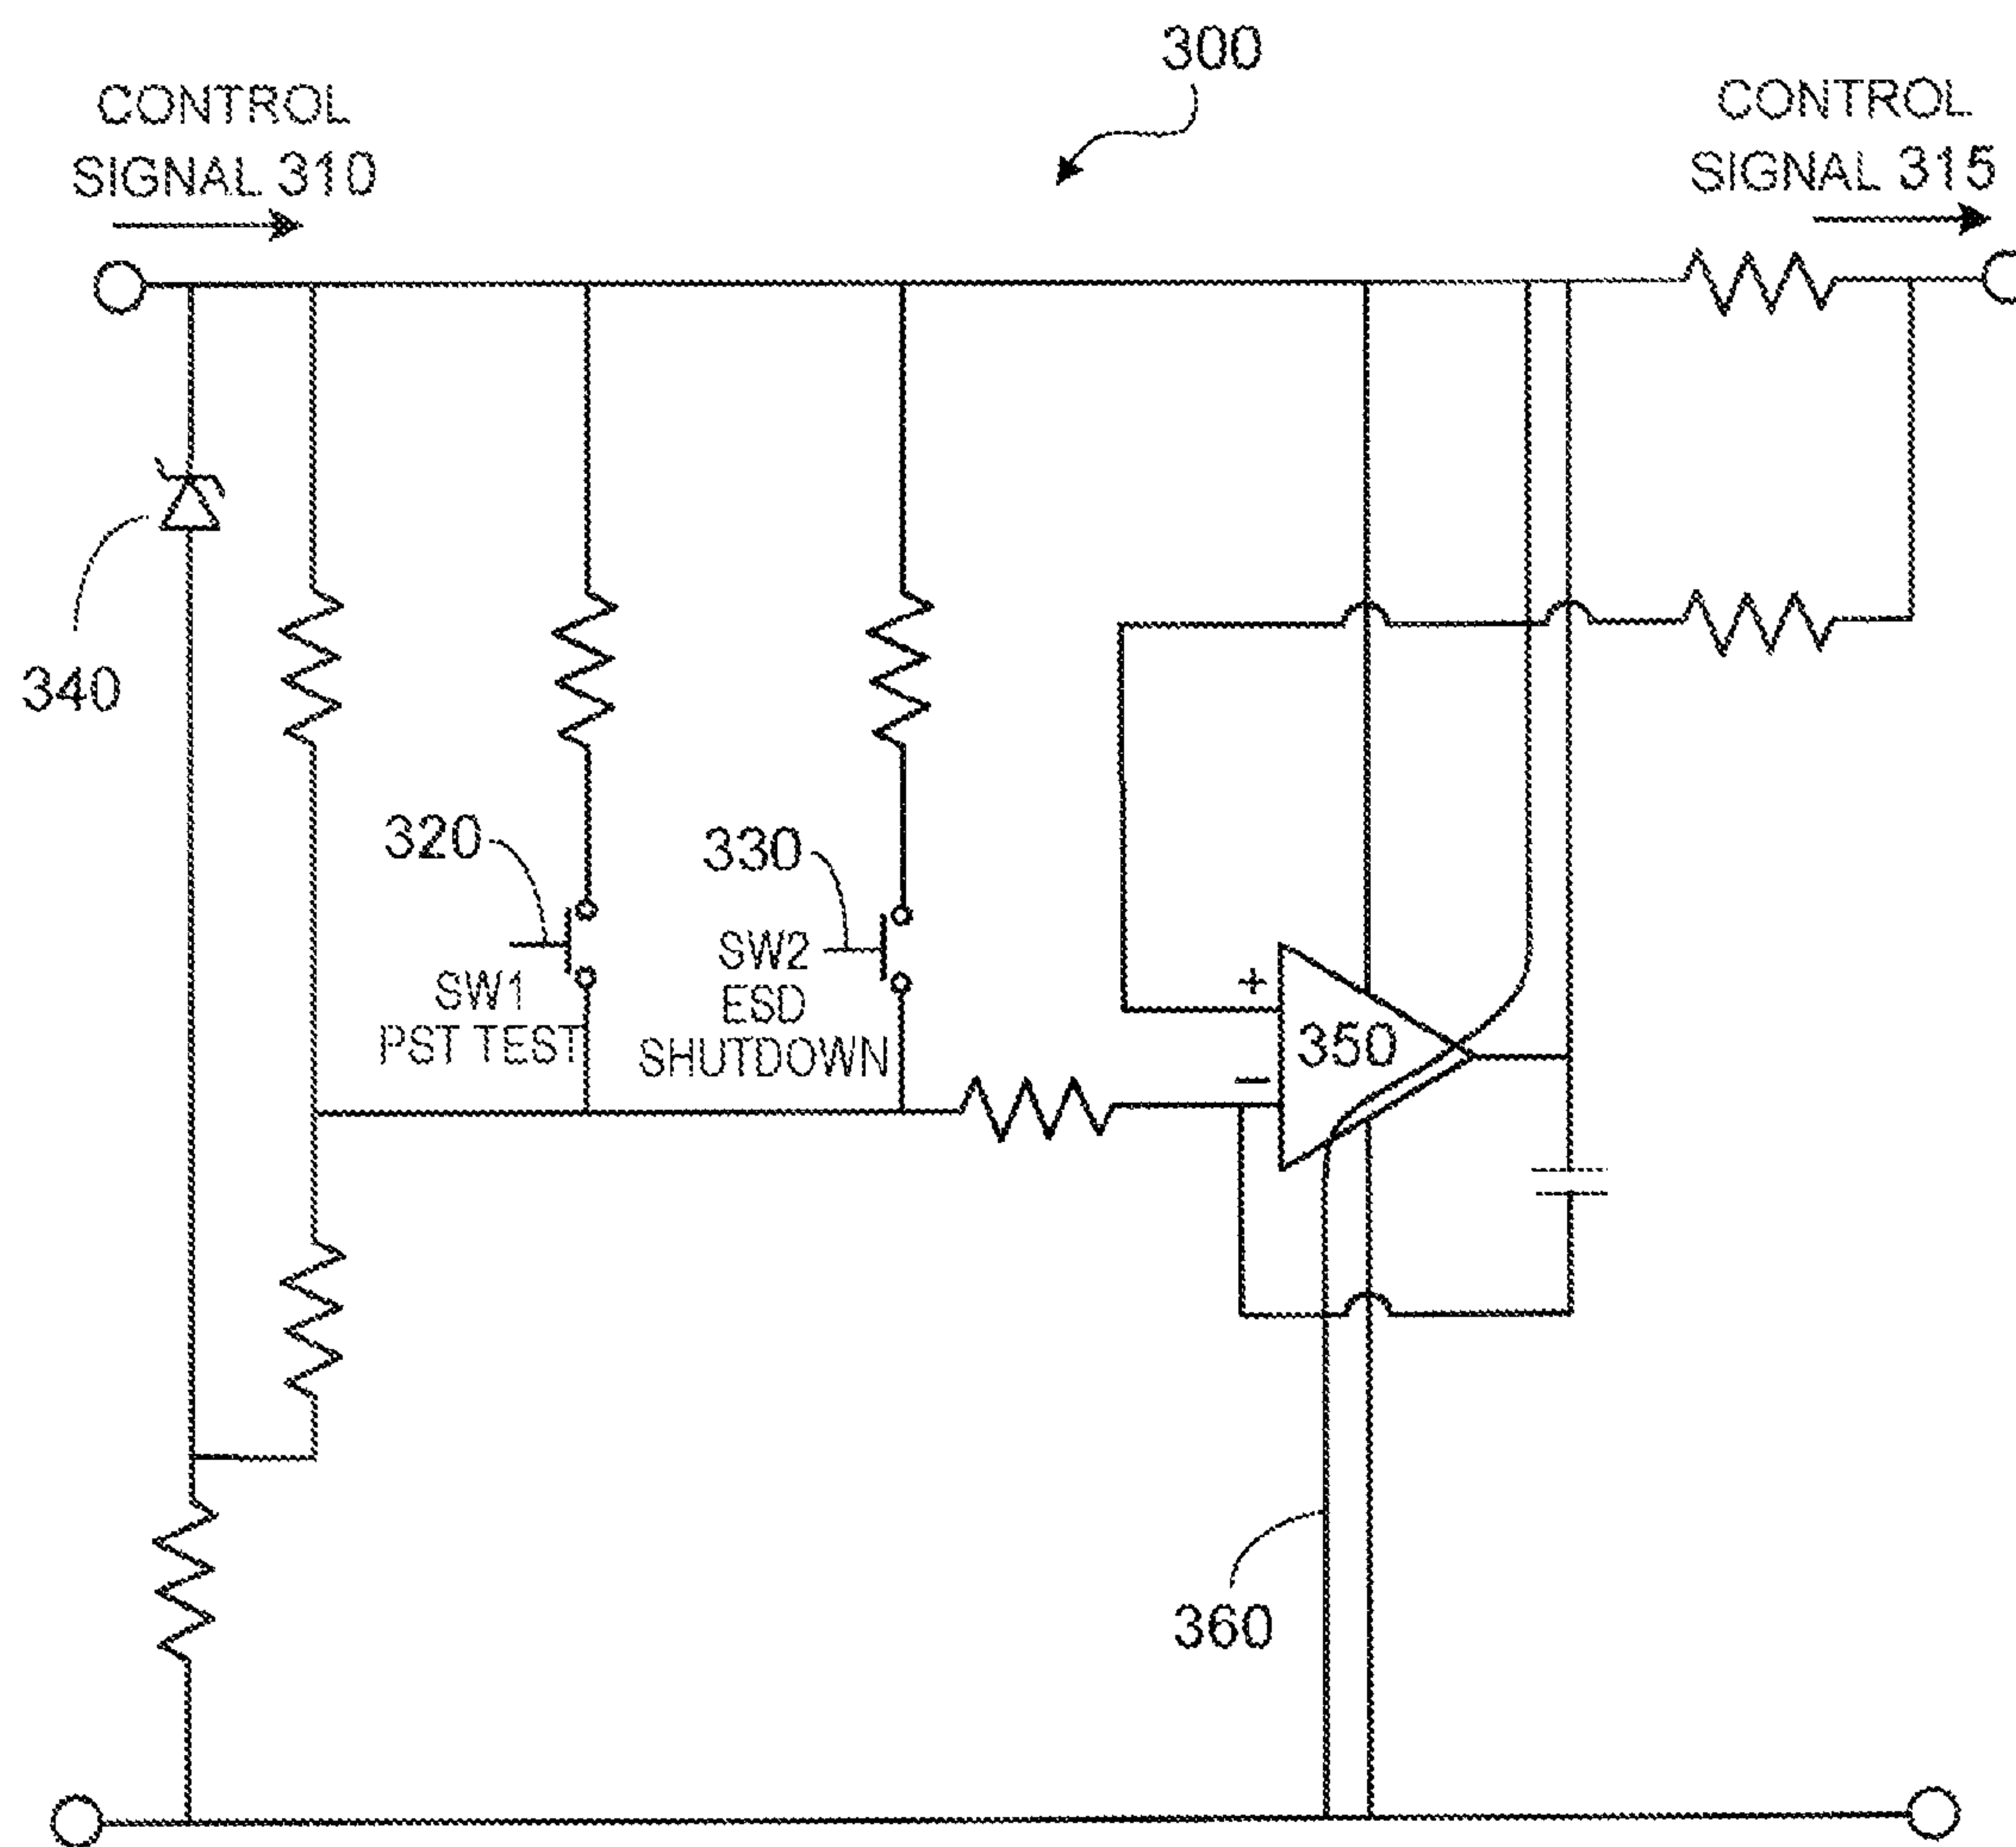 300
CONTROL
SIGNAL 310
CONTROL
SIGNAL 315
340
320
330
SW1
PST TEST
SW2
ESD
SHUTDOWN
+
−
350
360